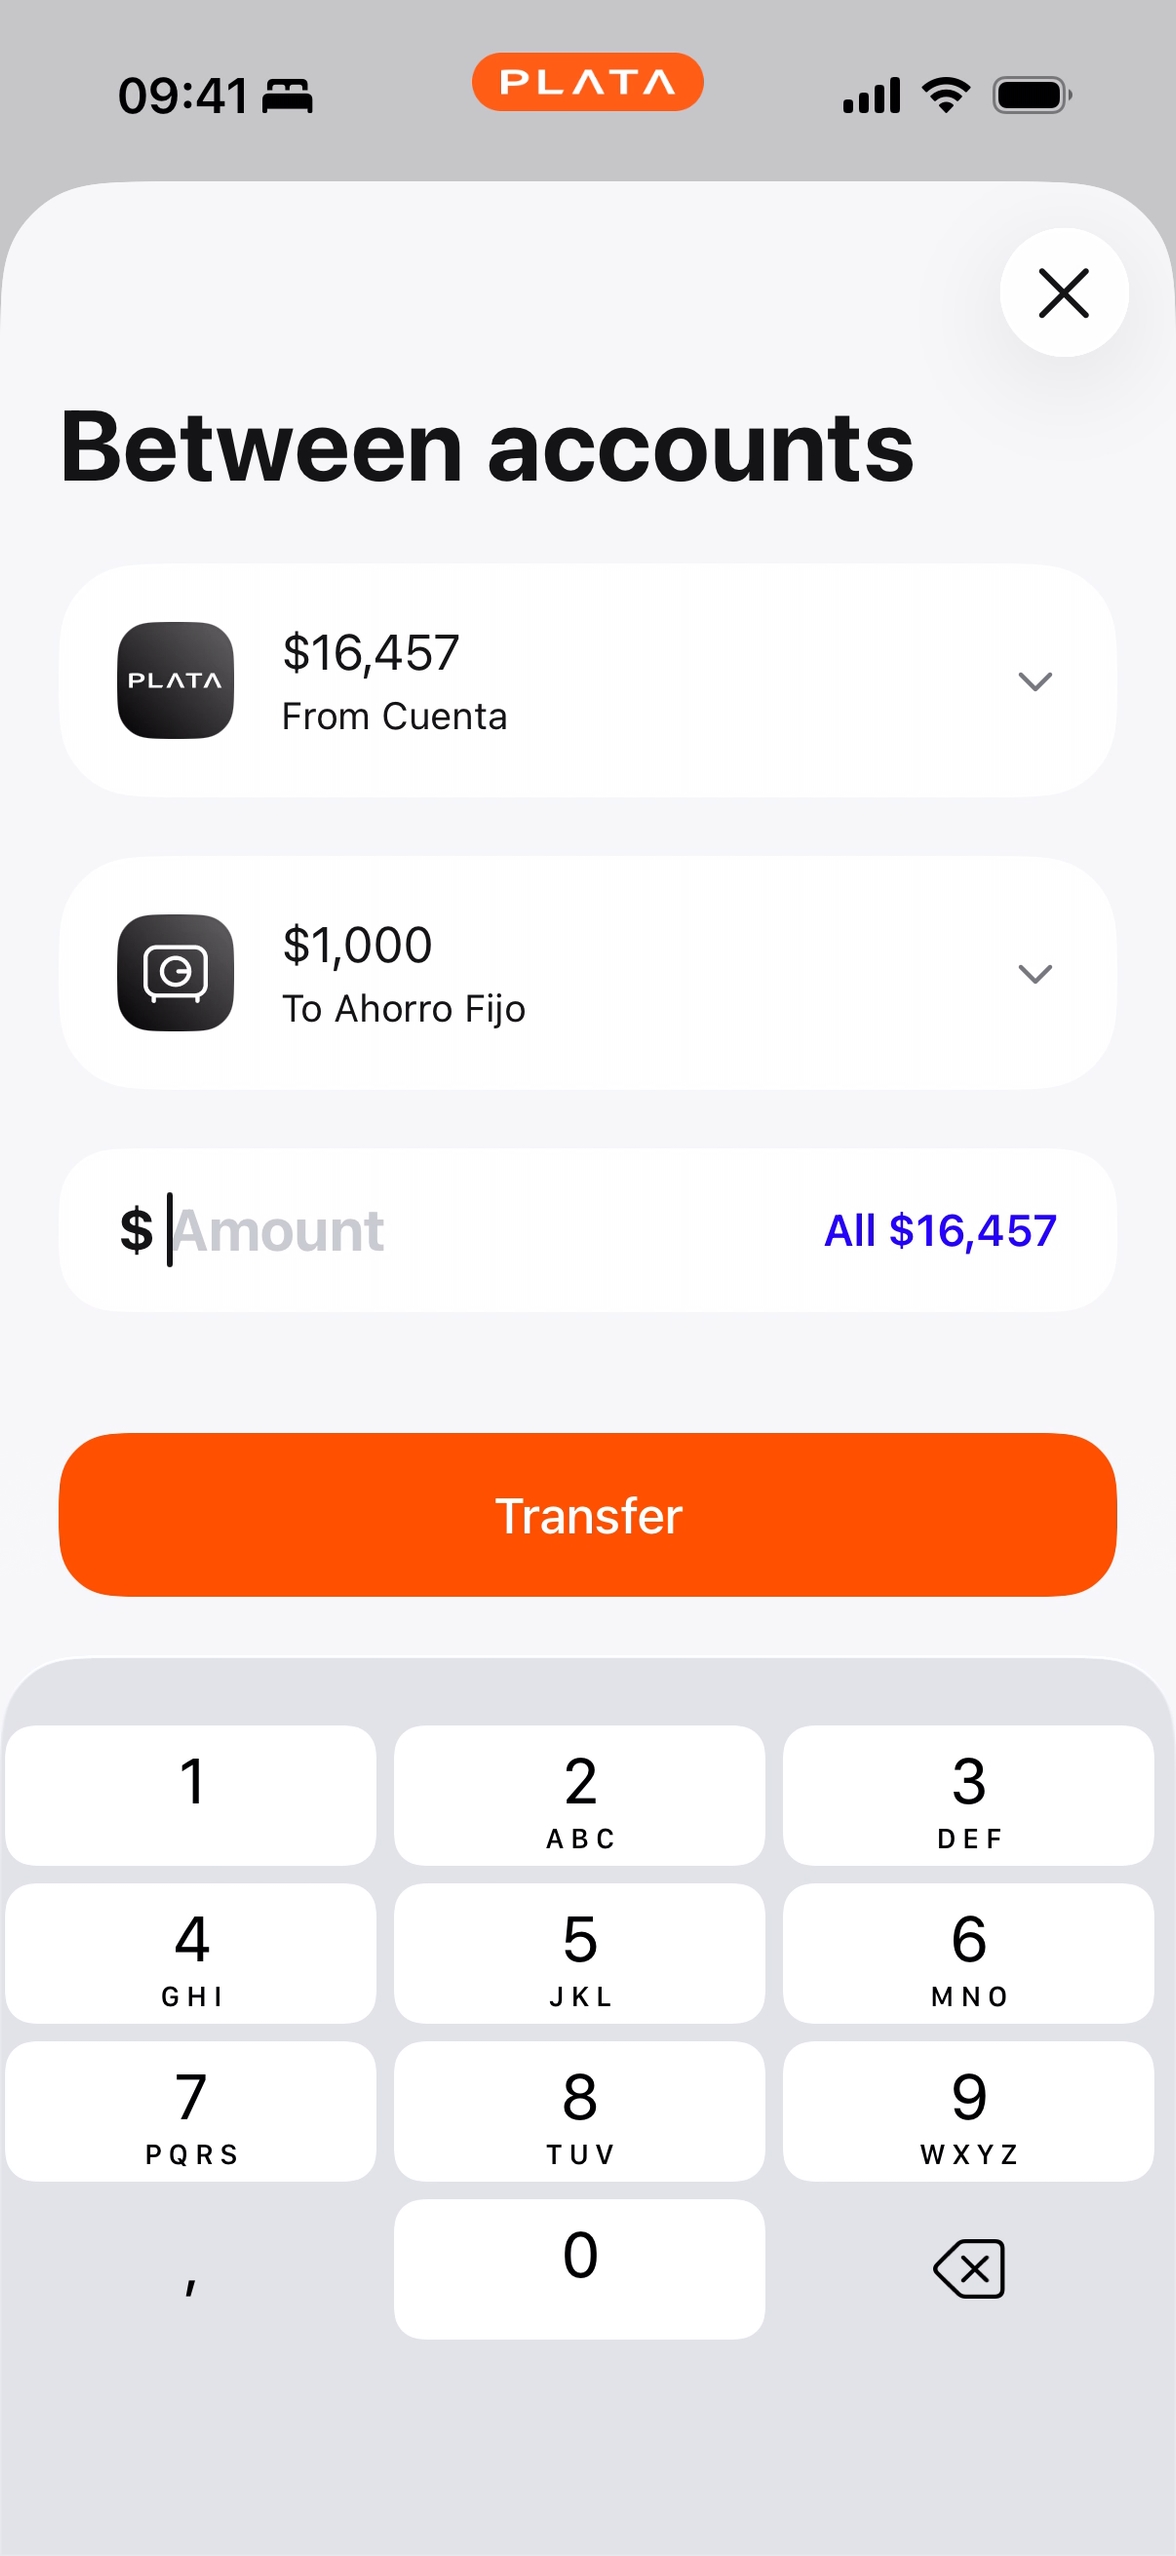 09:41
PLATA
Between accounts
PLATA
$16,457
From Cuenta
$1,000
To Ahorro Fijo
$ Amount
All $16,457
Transfer
1
2
ABC
3
DEF
4
GHI
5
JKL
6
MNO
7
PQRS
8
TUV
9
WXYZ
,
0